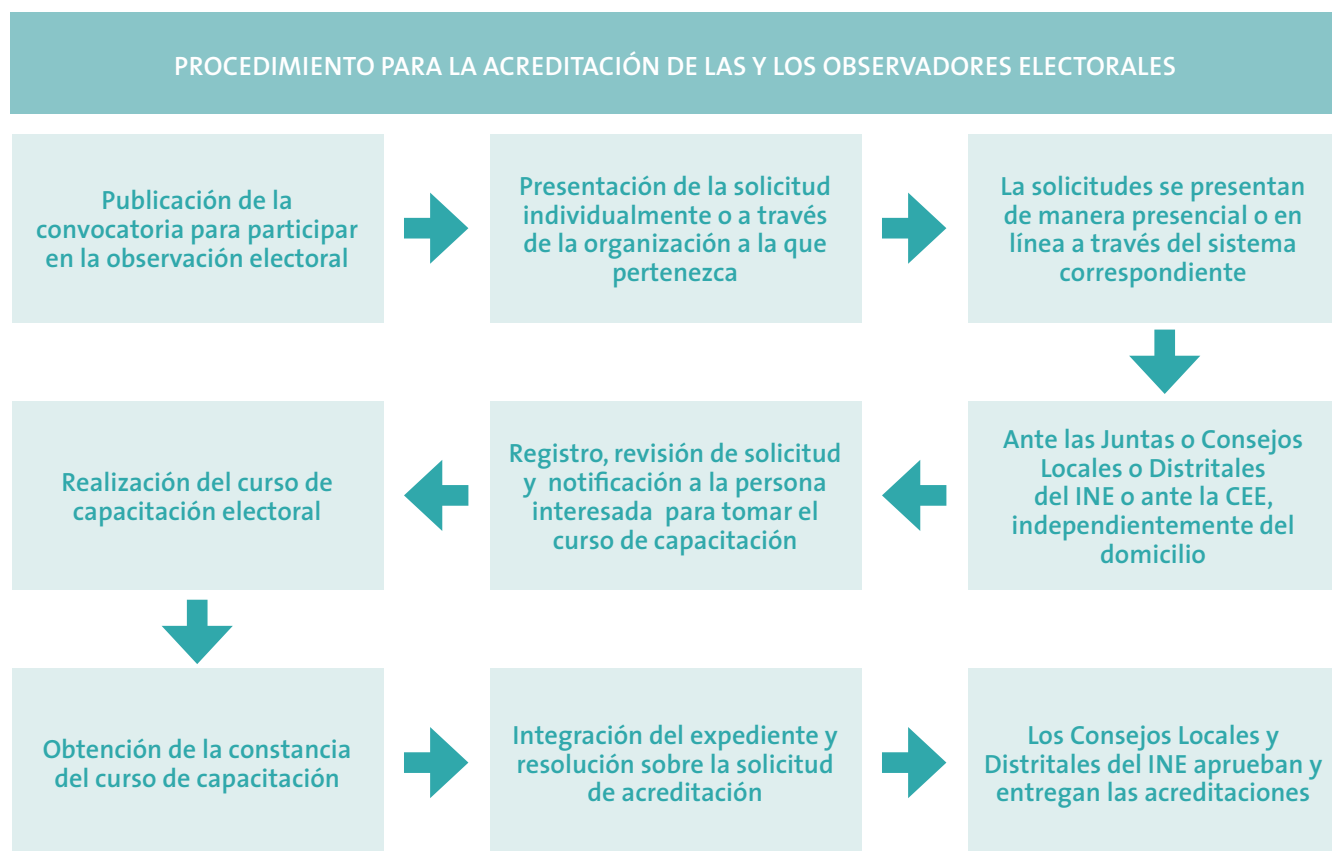 PROCEDIMIENTO PARA LA ACREDITACIÓN DE LAS Y LOS OBSERVADORES ELECTORALES
Publicación de la
convocatoria para participar
en la observación electoral
Presentación de la solicitud
individualmente o a través
de la organización a la que
pertenezca
La solicitudes se presentan
de manera presencial o en
línea a través del sistema
correspondiente
Ante las Juntas o Consejos
Locales o Distritales
del INE o ante la CEE,
independientemente del
domicilio
Registro, revisión de solicitud
y notificación a la persona
interesada para tomar el
curso de capacitación
Realización del curso de
capacitación electoral
Obtención de la constancia
del curso de capacitación
Integración del expediente y
resolución sobre la solicitud
de acreditación
Los Consejos Locales y
Distritales del INE aprueban y
entregan las acreditaciones